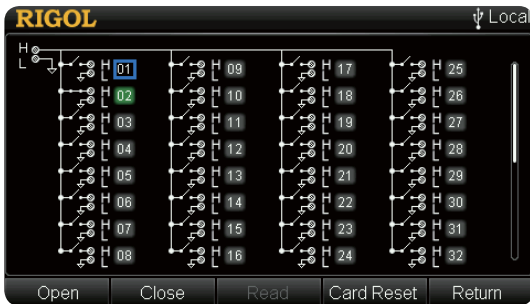 RIGOL Local
H
L
H 01 H 09 H 17 H 25
L L L L
H 02 H 10 H 18 H 26
L L L L
H 03 H 11 H 19 H 27
L L L L
H 04 H 12 H 20 H 28
L L L L
H 05 H 13 H 21 H 29
L L L L
H 06 H 14 H 22 H 30
L L L L
H 07 H 15 H 23 H 31
L L L L
H 08 H 16 H 24 H 32
L L L L
Open Close Read Card Reset Return